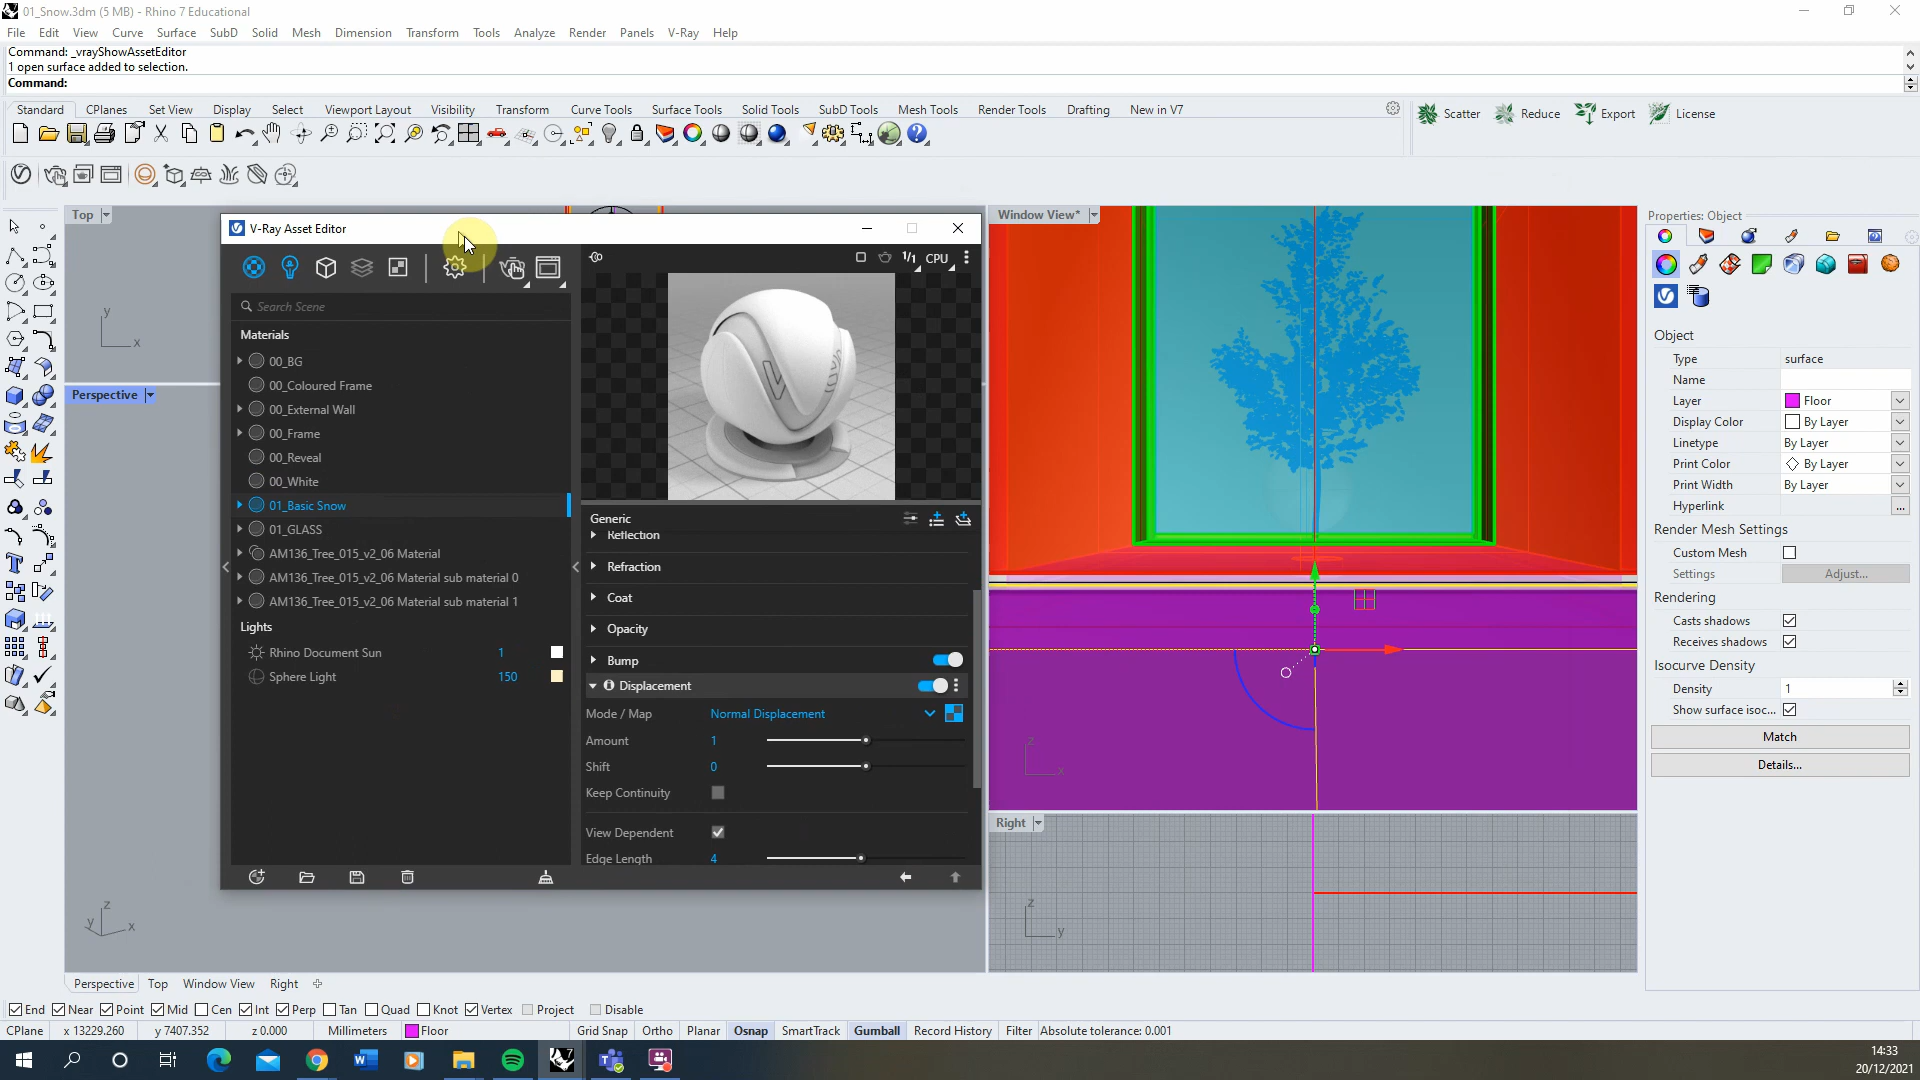 01_Snow.3dm (5 MB) - Rhino 7 Educational
File Edit View Curve Surface SubD Solid Mesh Dimension Transform Tools Analyze Render Panels V-Ray Help
Command: _vrayShowAssetEditor
1 open surface added to selection.
Command:
Standard CPlanes Set View Display Select Viewport Layout Visibility Transform Curve Tools Surface Tools Solid Tools SubD Tools Mesh Tools Render Tools Drafting New in V7
Scatter Reduce Export License
Top
V-Ray Asset Editor
1/1 CPU
Search Scene
Materials
00_BG
00_Coloured Frame
00_External Wall
00_Frame
00_Reveal
00_White
01_Basic Snow
01_GLASS
AM136_Tree_015_v2_06 Material
AM136_Tree_015_v2_06 Material sub material 0
AM136_Tree_015_v2_06 Material sub material 1
Lights
Rhino Document Sun 1
Sphere Light 150
Generic
Reflection
Refraction
Coat
Opacity
Bump
Displacement
Mode / Map Normal Displacement
Amount 1
Shift 0
Keep Continuity
View Dependent
Edge Length 4
y
x
Perspective
z
y
x
Window View*
z
x
Right
z
y
Properties: Object
Object
Type surface
Name
Layer Floor
Display Color By Layer
Linetype By Layer
Print Color By Layer
Print Width By Layer
Hyperlink ...
Render Mesh Settings
Custom Mesh
Settings Adjust...
Rendering
Casts shadows
Receives shadows
Isocurve Density
Density 1
Show surface isoc...
Match
Details...
Perspective Top Window View Right
End Near Point Mid Cen Int Perp Tan Quad Knot Vertex Project Disable
CPlane x 13229.260 y 7407.352 z 0.000 Millimeters Floor Grid Snap Ortho Planar Osnap SmartTrack Gumball Record History Filter Absolute tolerance: 0.001
14:33
20/12/2021